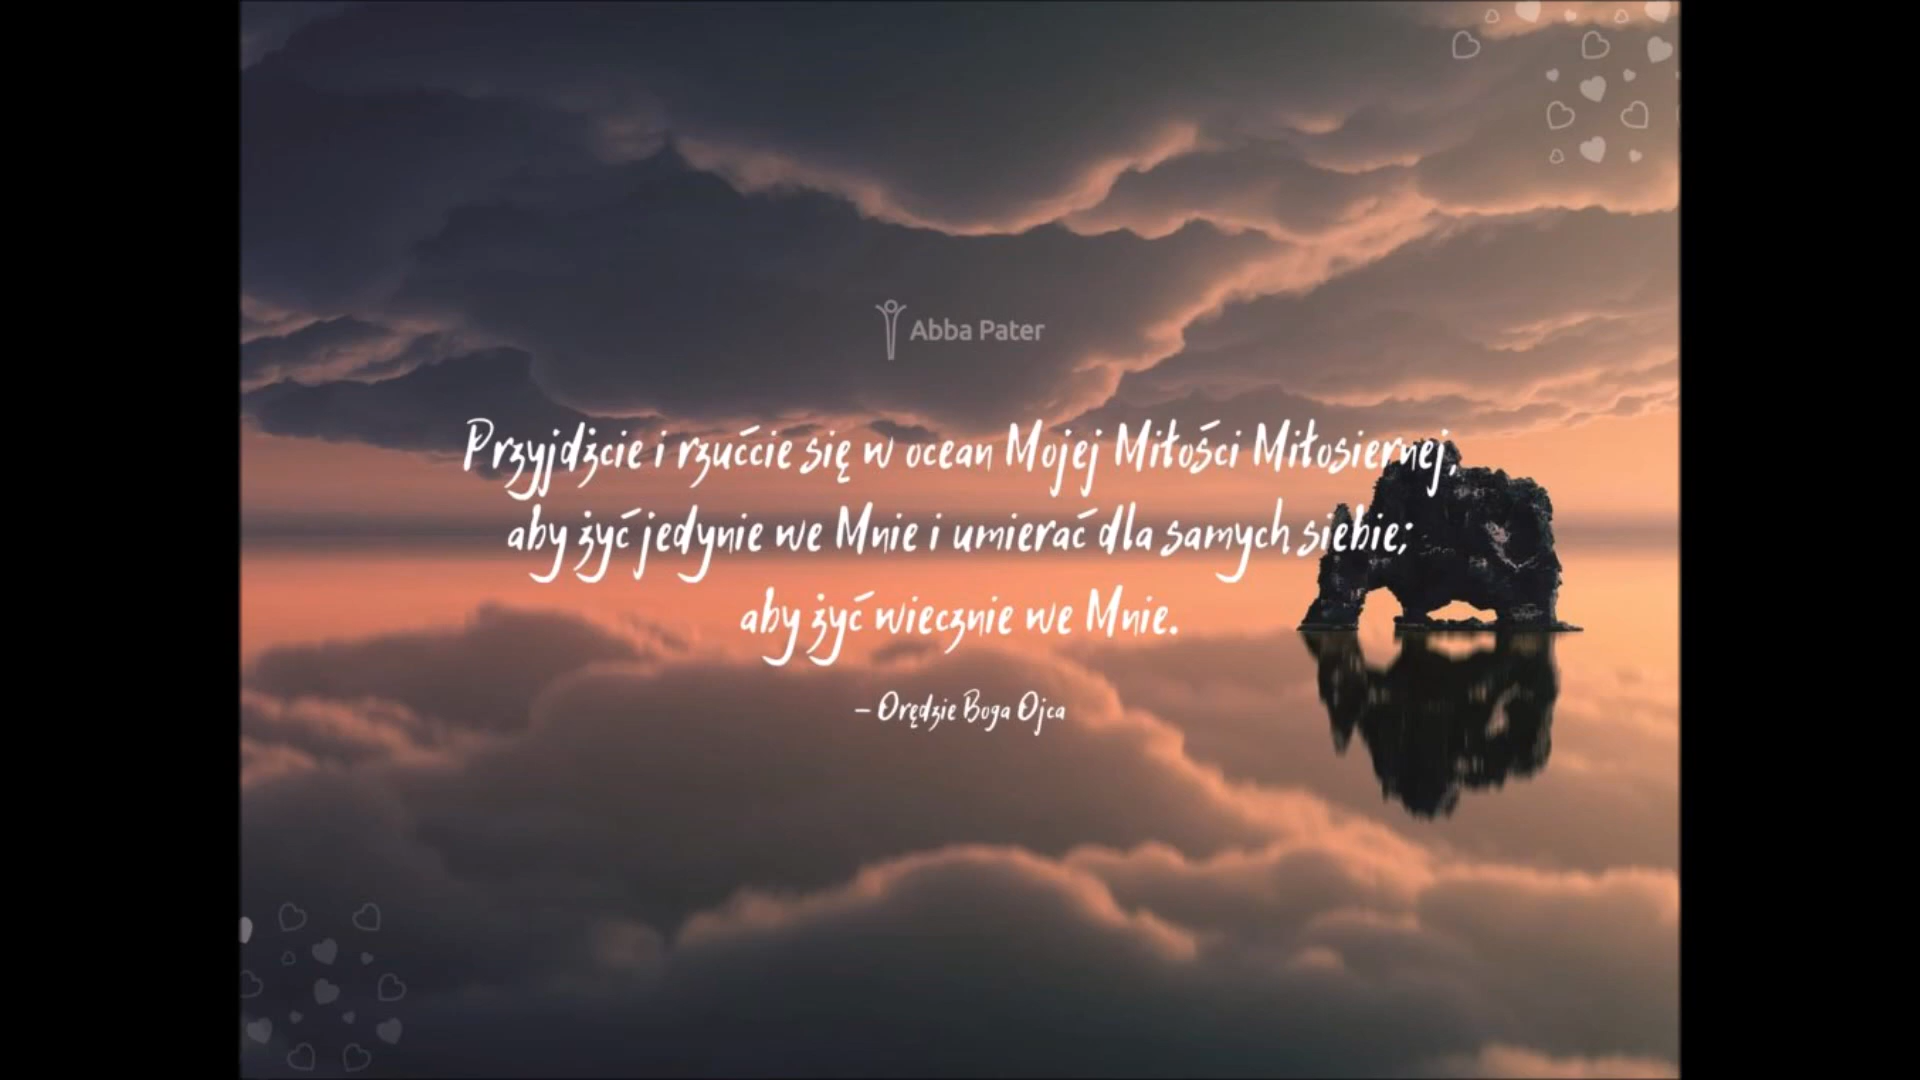 Abba Pater
Przyjdźcie i rzućcie się w ocean Mojej Miłości Miłosiernej,
aby żyć jedynie we Mnie i umierać dla samych siebie;
aby żyć wiecznie we Mnie.
– Orędzie Boga Ojca